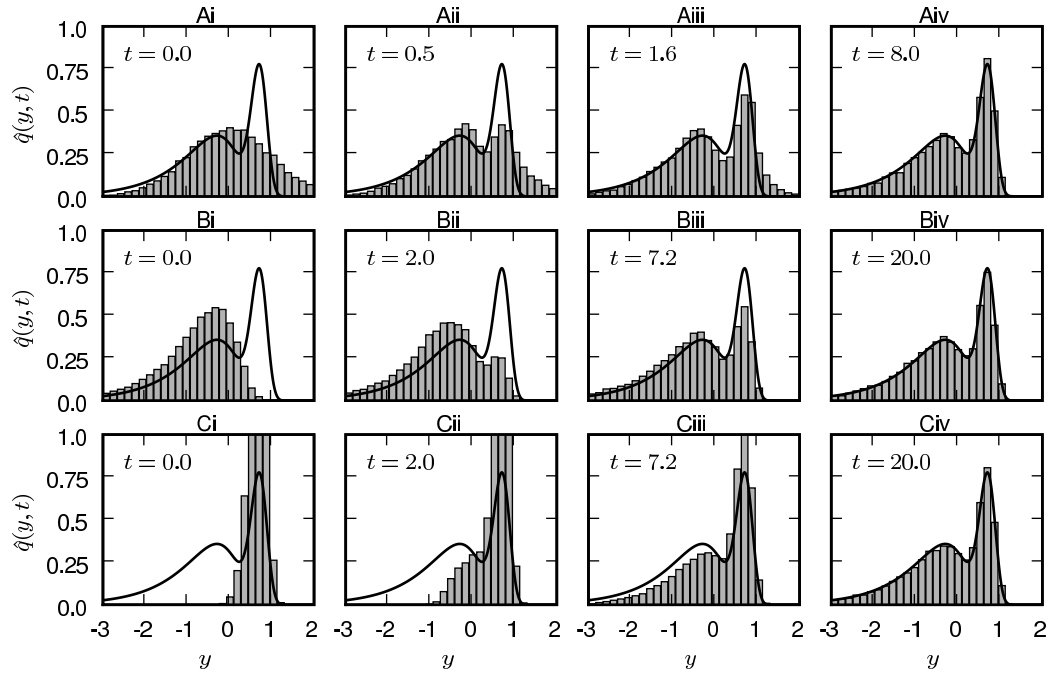 Ai Aii Aiii Aiv
1.0
0.75
q̂(y,t)
0.5
0.25
0.0
t = 0.0 t = 0.5 t = 1.6 t = 8.0
Bi Bii Biii Biv
1.0
0.75
q̂(y,t)
0.5
0.25
0.0
t = 0.0 t = 2.0 t = 7.2 t = 20.0
Ci Cii Ciii Civ
1.0
0.75
q̂(y,t)
0.5
0.25
0.0
t = 0.0 t = 2.0 t = 7.2 t = 20.0
-3 -2 -1 0 1 2 -3 -2 -1 0 1 2 -3 -2 -1 0 1 2 -3 -2 -1 0 1 2
y y y y